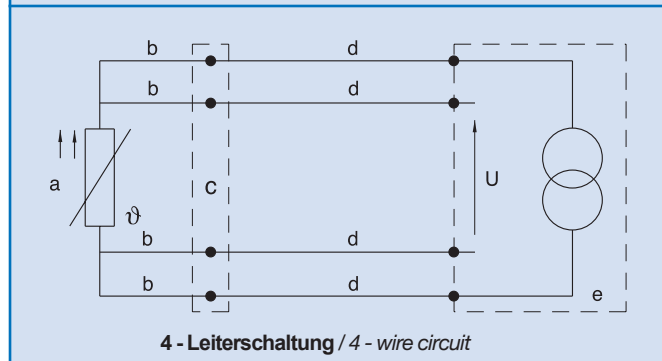 b d
b d
a ϑ c U
b d
b d e
4 - Leiterschaltung / 4 - wire circuit